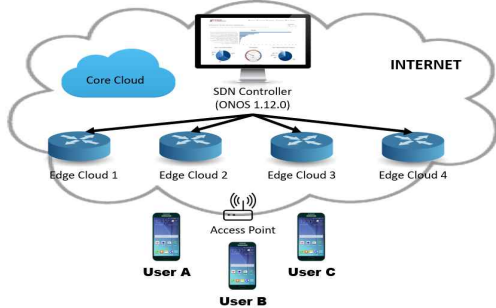 Core Cloud
INTERNET
SDN Controller
(ONOS 1.12.0)
Edge Cloud 1
Edge Cloud 2
Edge Cloud 3
Edge Cloud 4
Access Point
User A
User C
User B